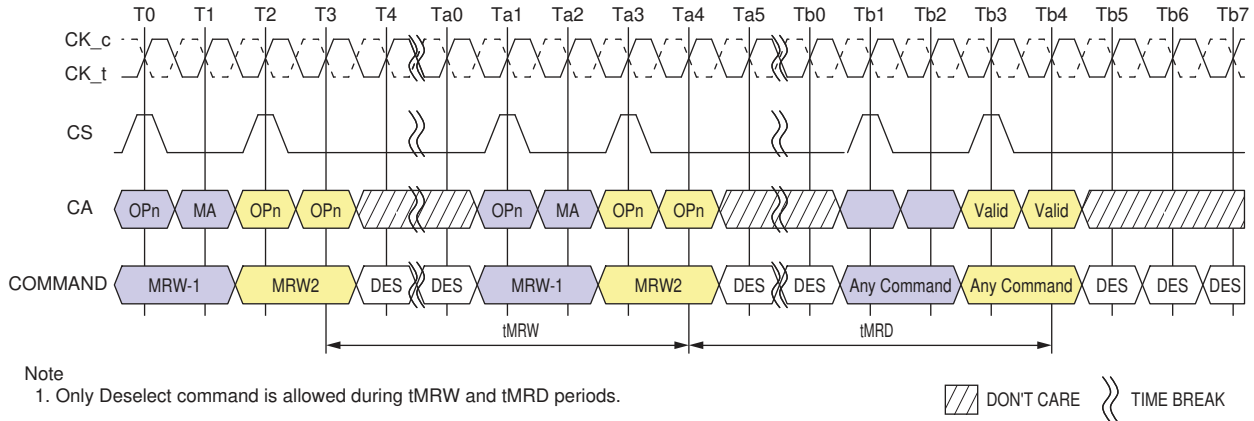 T0 T1 T2 T3 T4 Ta0 Ta1 Ta2 Ta3 Ta4 Ta5 Tb0 Tb1 Tb2 Tb3 Tb4 Tb5 Tb6 Tb7
CK_c
CK_t
CS
CA OPn MA OPn OPn OPn MA OPn OPn Valid Valid
COMMAND MRW-1 MRW2 DES DES MRW-1 MRW2 DES DES Any Command Any Command DES DES DES
tMRW tMRD
Note
1. Only Deselect command is allowed during tMRW and tMRD periods.
DON'T CARE TIME BREAK